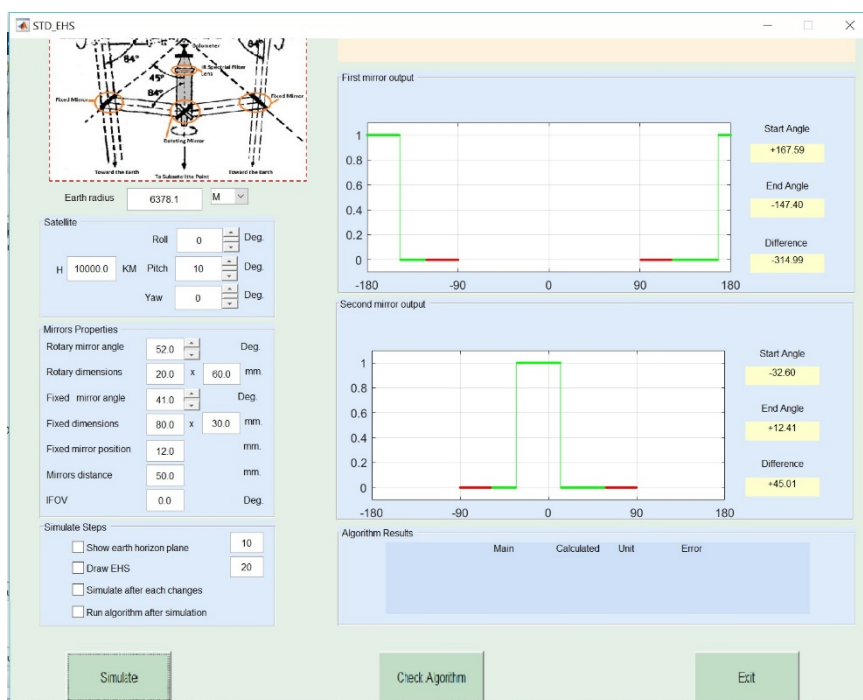 STD_EHS
Bolometer
84°
84°
IR Spectral Filter
Lens
45°
84°
Fixed Mirror
Fixed Mirror
Rotating Mirror
Toward the Earth
To Subsatellite Point
Toward the Earth
Earth radius 6378.1 M
Satellite
Roll 0 Deg.
H 10000.0 KM Pitch 10 Deg.
Yaw 0 Deg.
Mirrors Properties
Rotary mirror angle 52.0 Deg.
Rotary dimensions 20.0 x 60.0 mm.
Fixed mirror angle 41.0 Deg.
Fixed dimensions 80.0 x 30.0 mm.
Fixed mirror position 12.0 mm.
Mirrors distance 50.0 mm.
IFOV 0.0 Deg.
Simulate Steps
Show earth horizon plane 10
Draw EHS 20
Simulate after each changes
Run algorithm after simulation
Simulate
First mirror output
1
0.8
0.6
0.4
0.2
0
-180 -90 0 90 180
Start Angle
+167.59
End Angle
-147.40
Difference
-314.99
Second mirror output
1
0.8
0.6
0.4
0.2
0
-180 -90 0 90 180
Start Angle
-32.60
End Angle
+12.41
Difference
+45.01
Algorithm Results
Main Calculated Unit Error
Check Algorithm
Exit